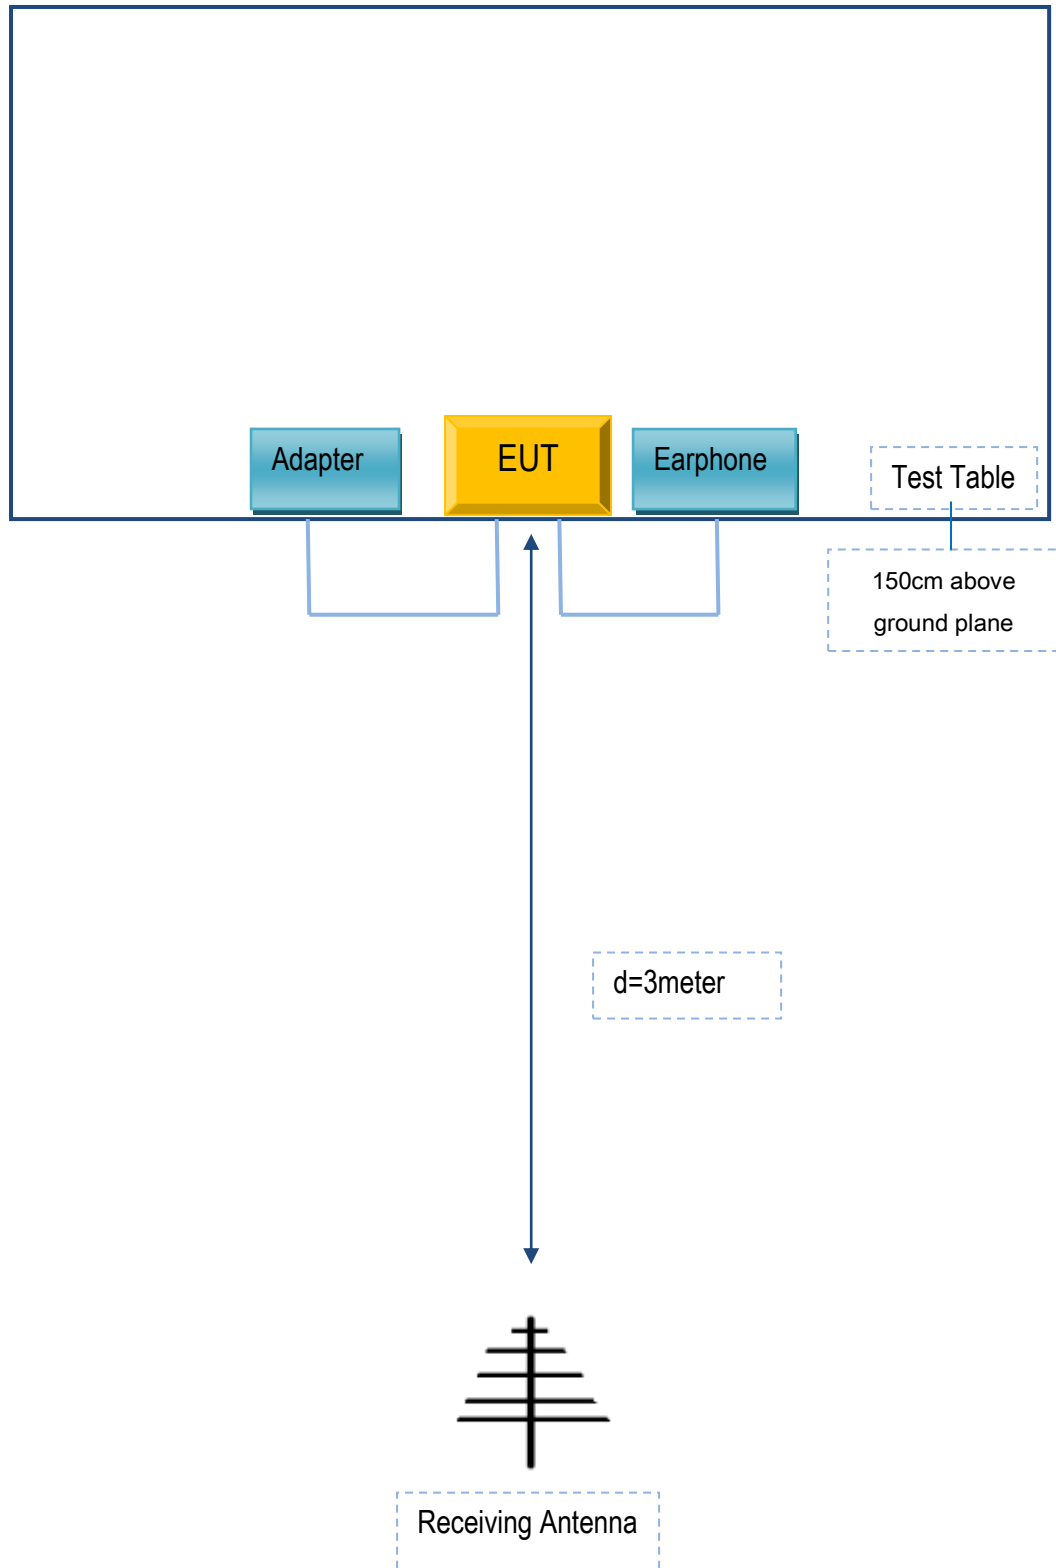 Adapter
EUT
Earphone
Test Table
150cm above
ground plane
d=3meter
Receiving Antenna